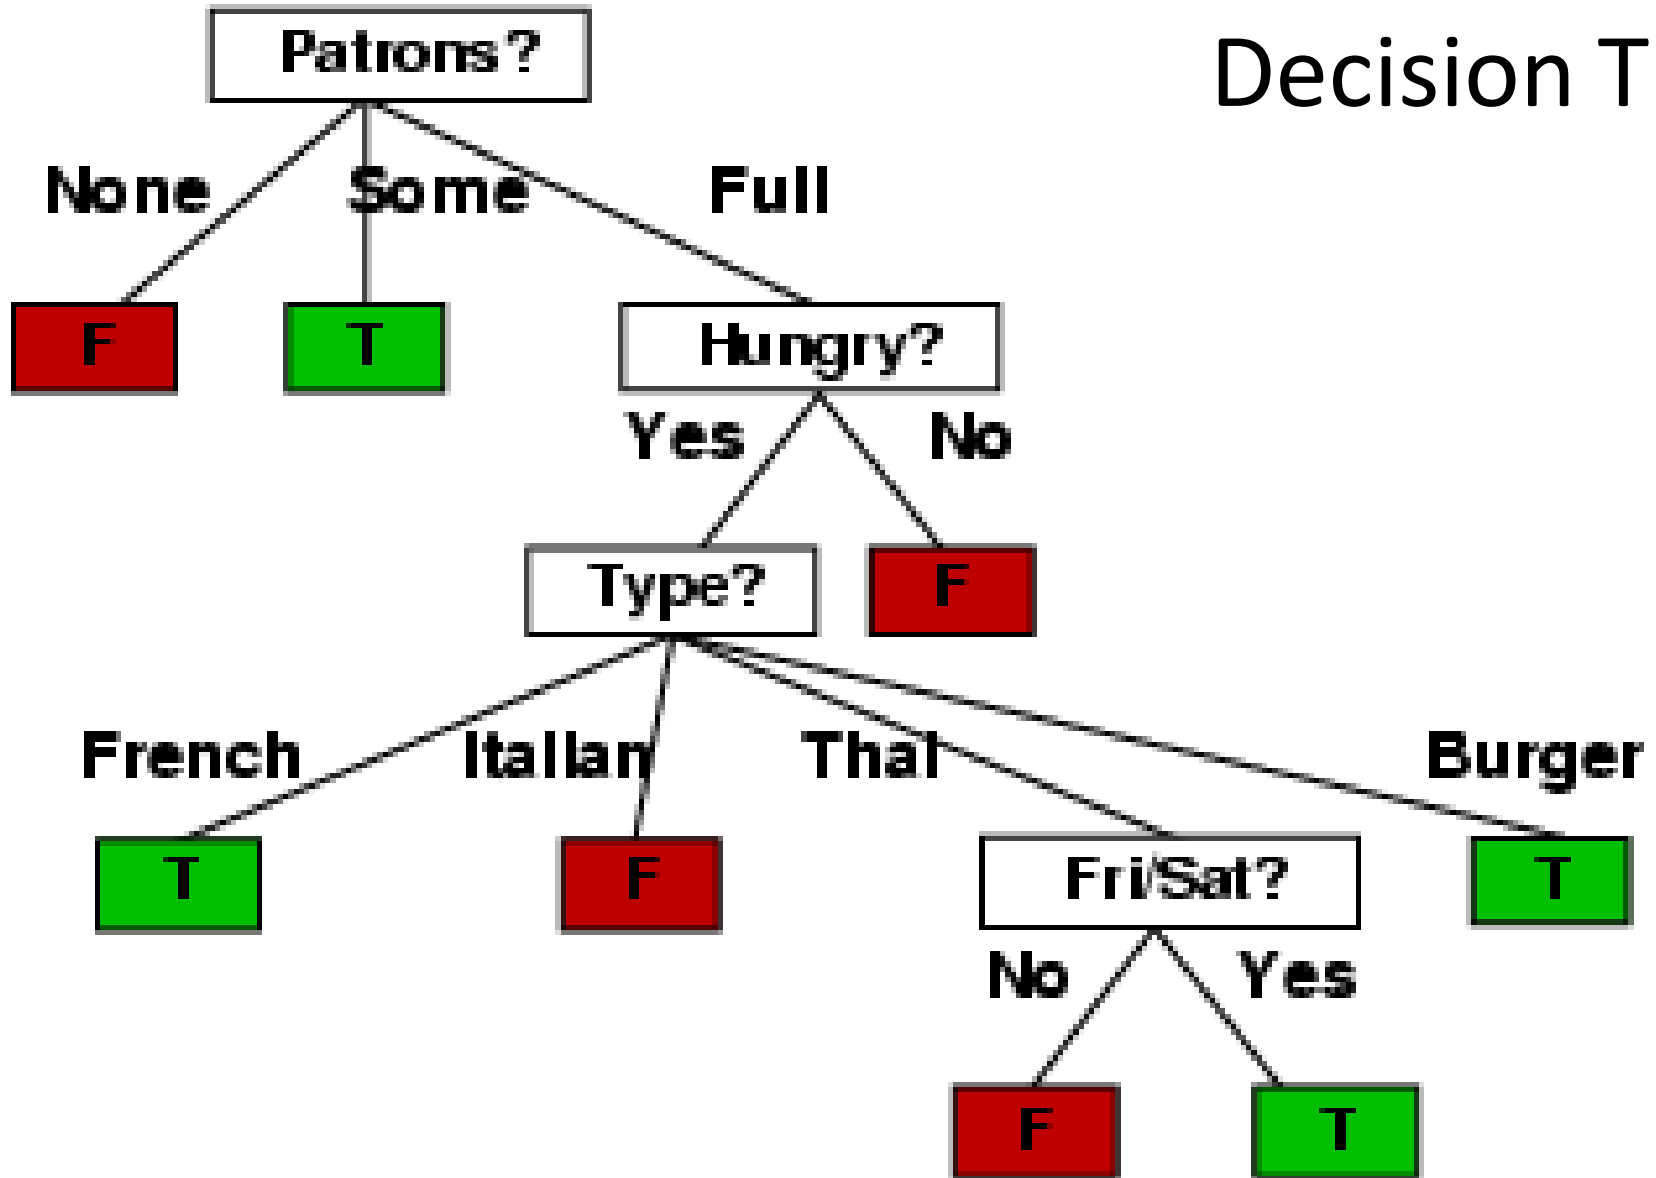 Patrons?
Decision T
None Some Full
F T Hungry?
Yes No
Type? F
French Italian Thai Burger
T F Fri/Sat? T
No Yes
F T